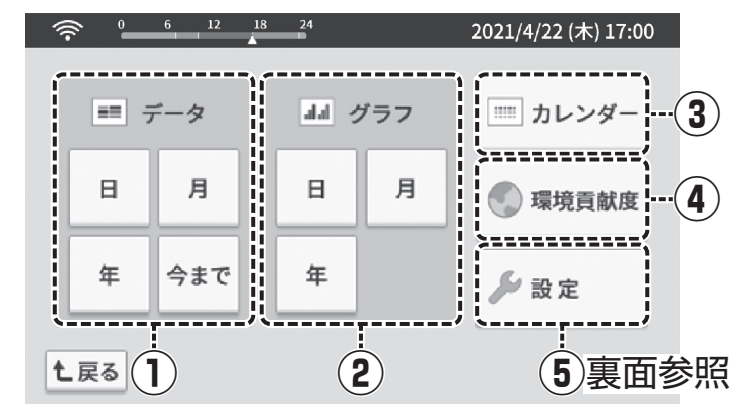 0 6 12 18 24 2021/4/22 (木) 17:00
データ グラフ カレンダー ③
日 月 日 月 環境貢献度 ④
年 今まで 年 設定
戻る ① ② ⑤裏面参照